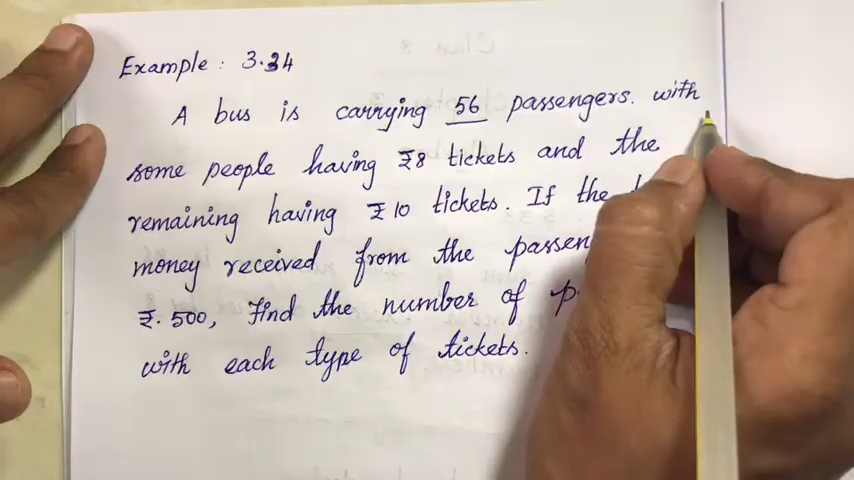 Example : 3.34
A bus is carrying 56 passengers. with
some people having ₹8 tickets and the
remaining having ₹10 tickets. If the
money received from the
₹. 500, Find the number of
with each type of tickets.